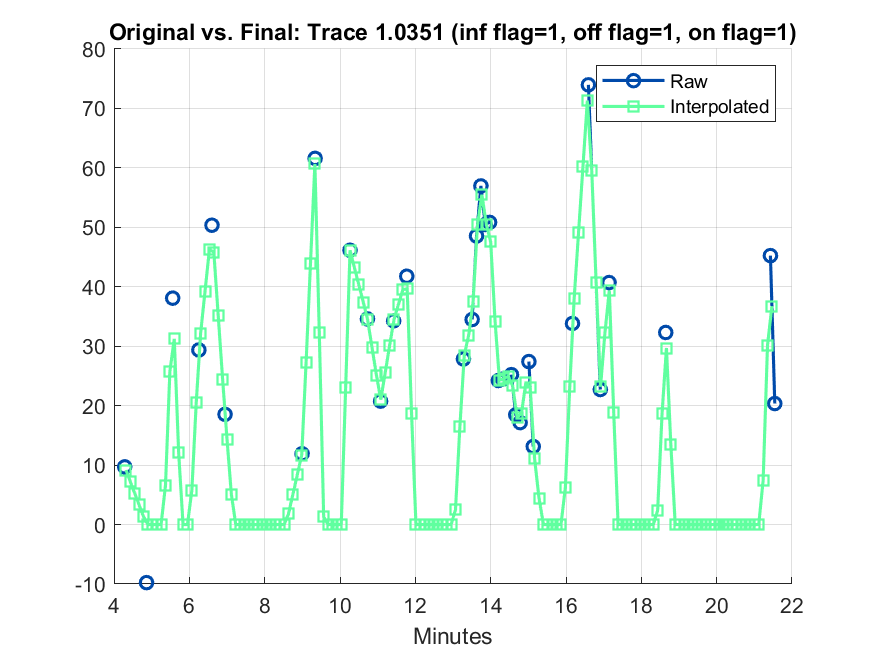 Original vs. Final: Trace 1.0351 (inf flag=1, off flag=1, on flag=1)
80
70
60
50
40
30
20
10
0
-10
Raw
Interpolated
4 6 8 10 12 14 16 18 20 22
Minutes